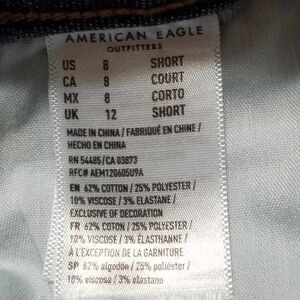 AMERICAN EAGLE
OUTFITTERS
US 8 SHORT
CA 8 COURT
MX 8 CORTO
UK 12 SHORT
MADE IN CHINA / FABRIQUÉ EN CHINE /
HECHO EN CHINA
RN 54485/CA 03873
RFC# AEM120605U9A
EN 62% COTTON / 25% POLYESTER /
10% VISCOSE / 3% ELASTANE /
EXCLUSIVE OF DECORATION
FR 62% COTON / 25% POLYESTER /
10% VISCOSE / 3% ÉLASTHANNE /
À L'EXCEPTION DE LA GARNITURE
SP 62% algodón / 25% poliéster /
10% viscosa / 3% elastano